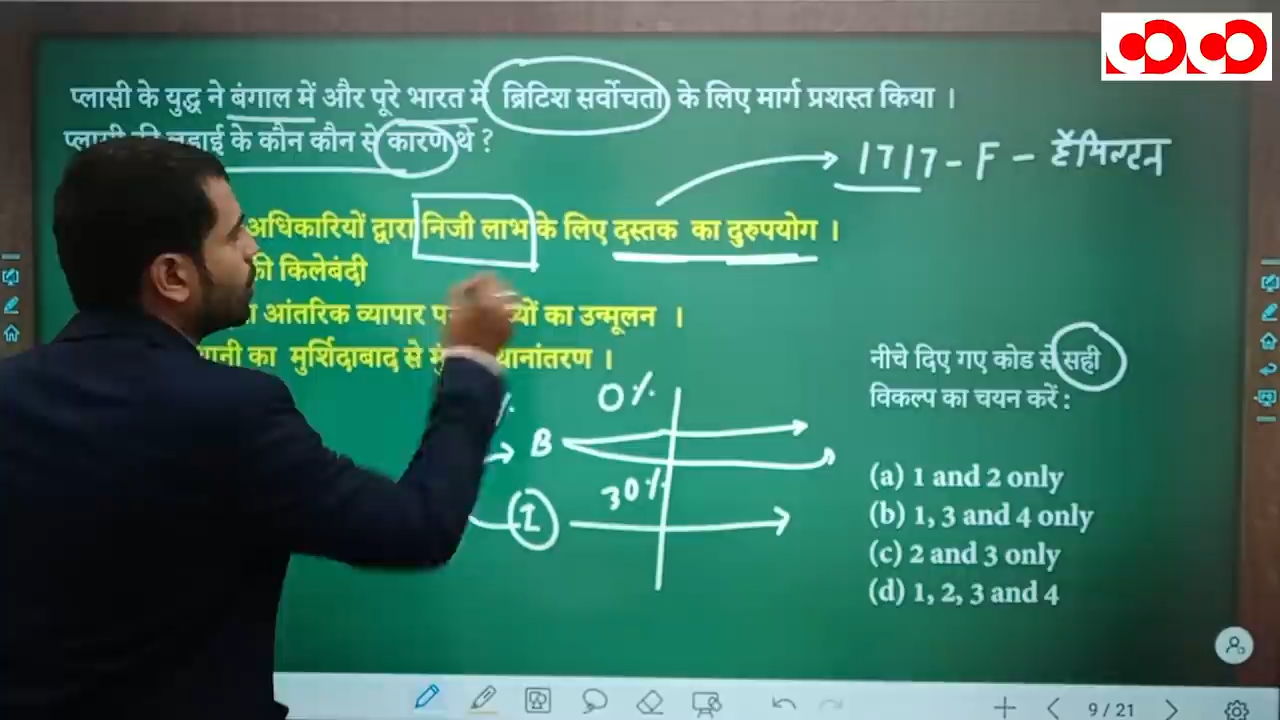 प्लासी के युद्ध ने बंगाल में और पूरे भारत में ब्रिटिश सर्वोचता के लिए मार्ग प्रशस्त किया ।
प्लासी की लड़ाई के कौन कौन से कारण थे ?
1717 - F - हैमिल्टन
अधिकारियों द्वारा निजी लाभ के लिए दस्तक का दुरुपयोग ।
की किलेबंदी
आंतरिक व्यापार का उन्मूलन ।
का मुर्शिदाबाद से
नीचे दिए गए कोड से सही
विकल्प का चयन करें :
0%
B
30%
I
(a) 1 and 2 only
(b) 1, 3 and 4 only
(c) 2 and 3 only
(d) 1, 2, 3 and 4
9 / 21